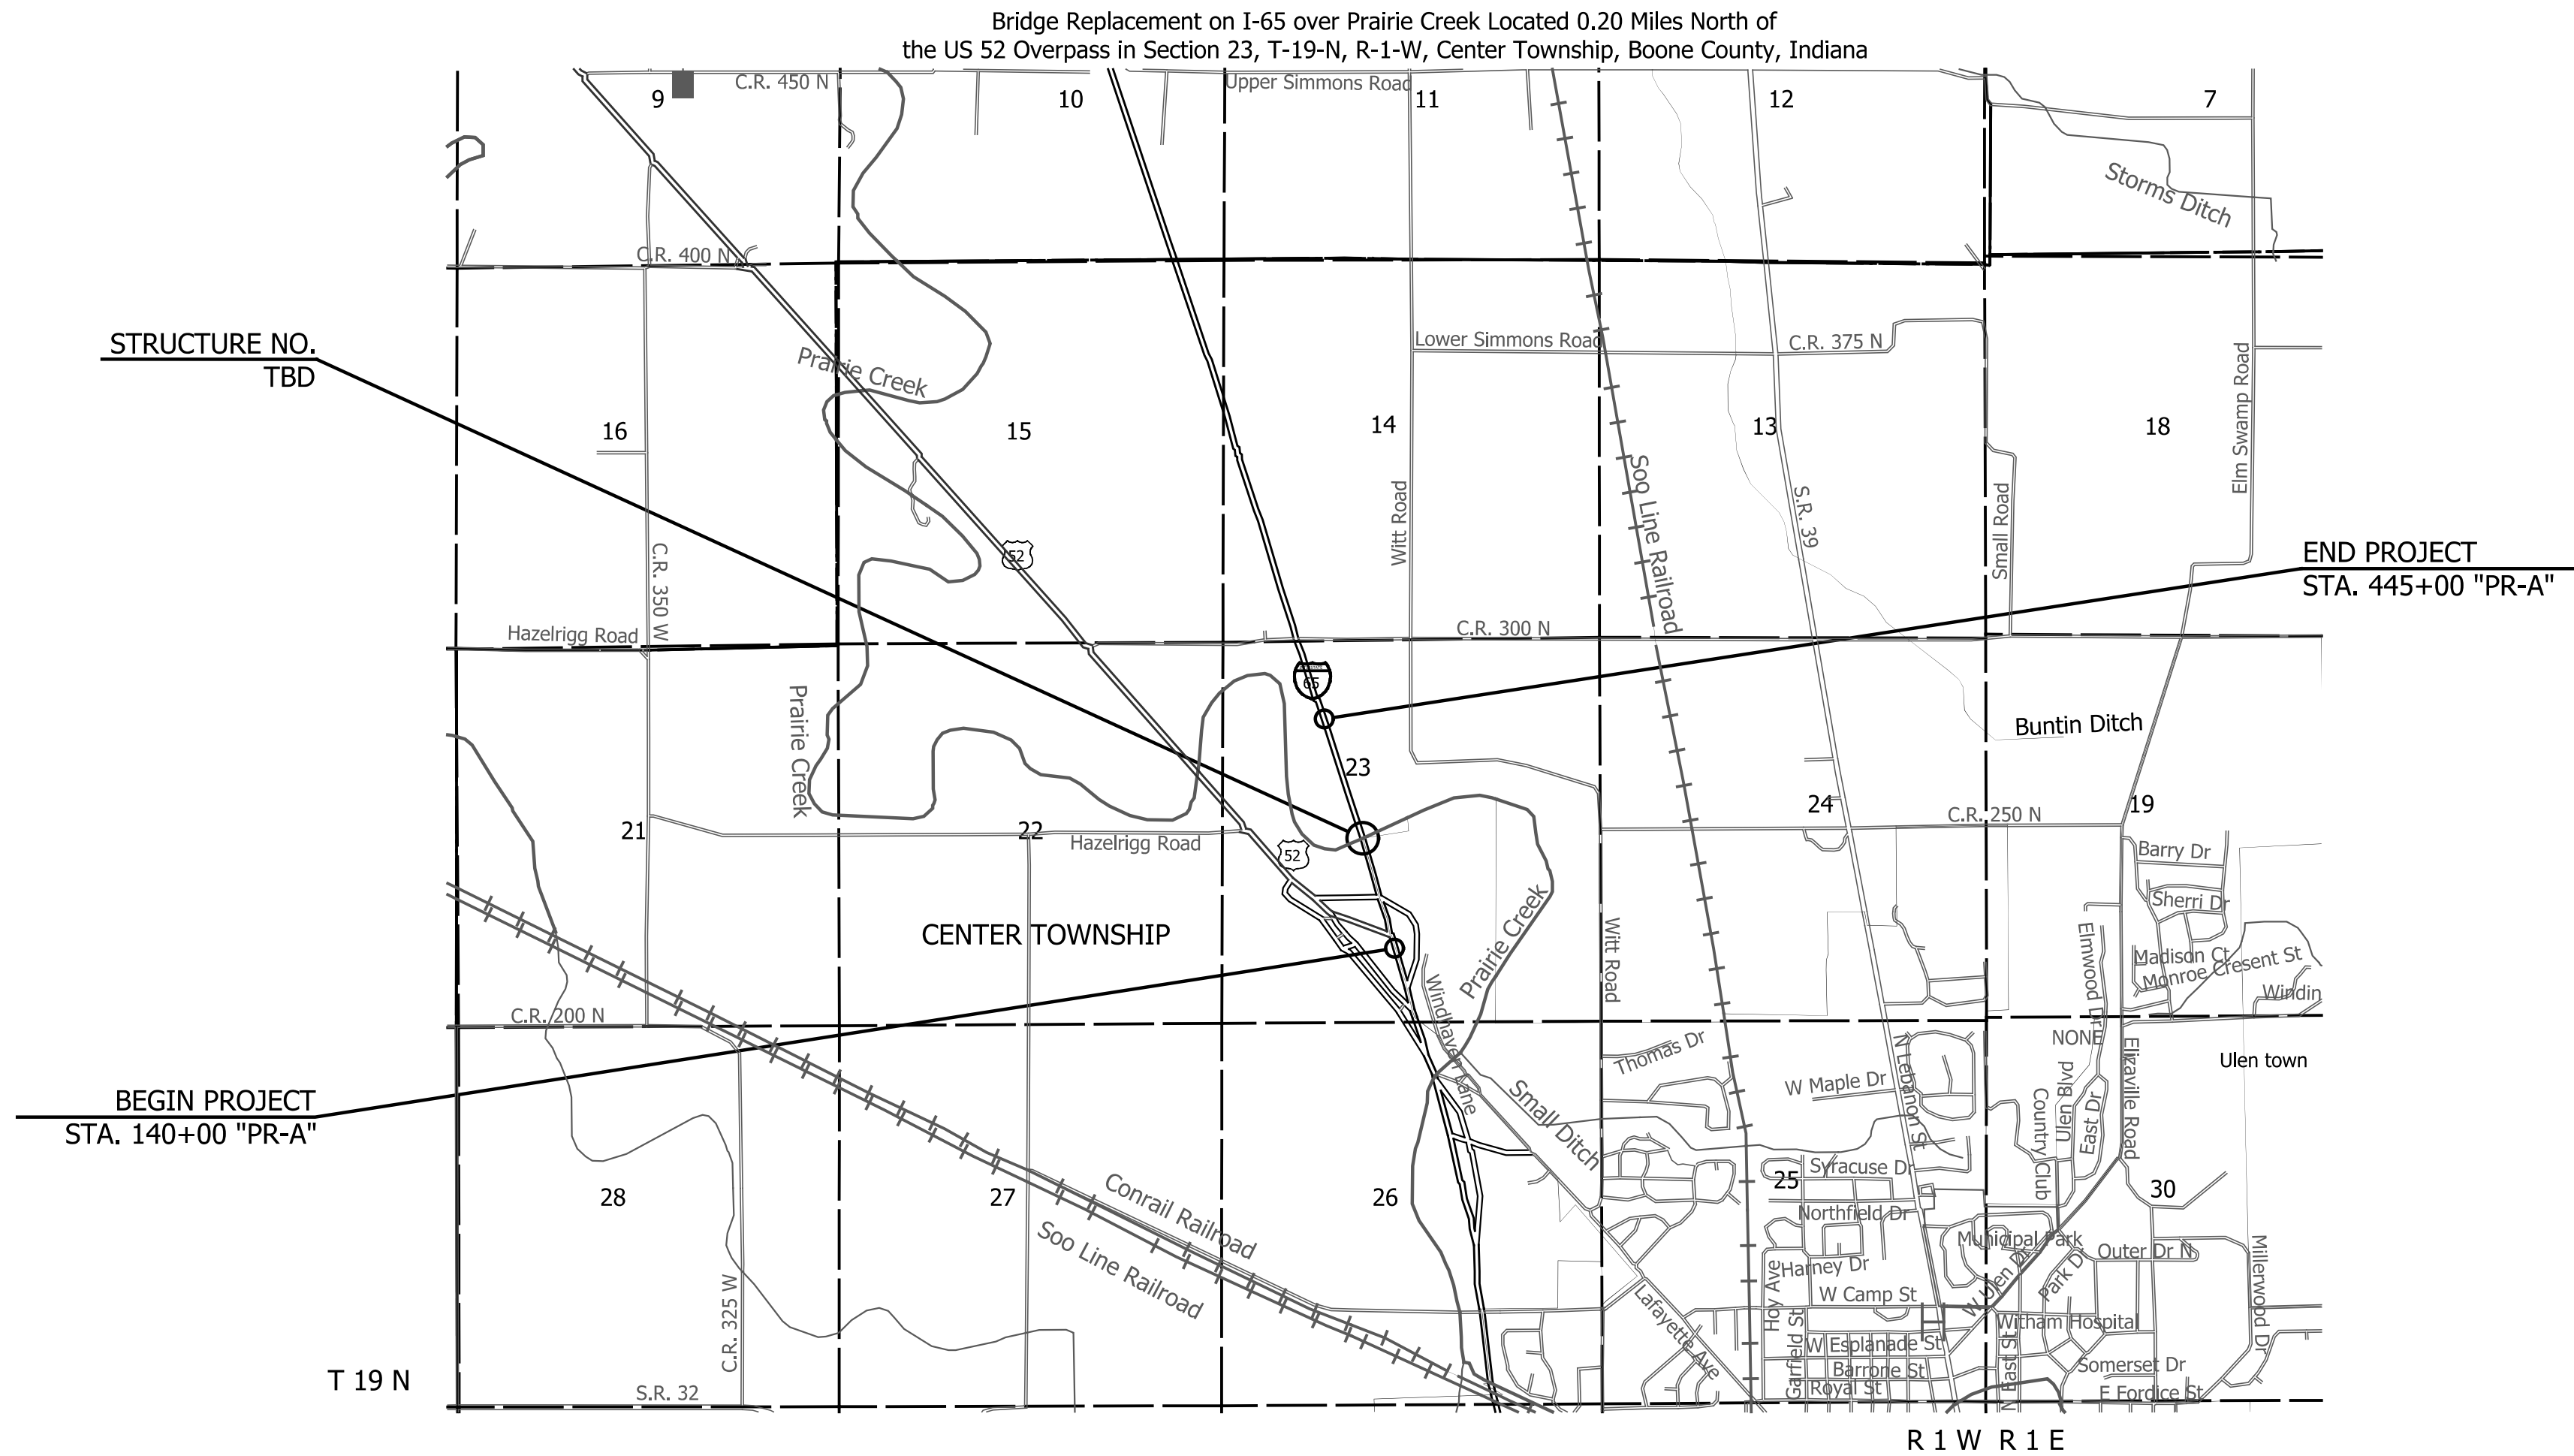 Bridge Replacement on I-65 over Prairie Creek Located 0.20 Miles North of
the US 52 Overpass in Section 23, T-19-N, R-1-W, Center Township, Boone County, Indiana
C.R. 450 N
Upper Simmons Road
9
10
11
12
7
Storms Ditch
C.R. 400 N
STRUCTURE NO.
TBD
Prairie Creek
Lower Simmons Road
C.R. 375 N
Elm Swamp Road
16
15
14
13
18
Witt Road
Soo Line Railroad
S.R. 39
Small Road
52
C.R. 350 W
END PROJECT
STA. 445+00 "PR-A"
Hazelrigg Road
C.R. 300 N
65
Prairie Creek
Buntin Ditch
23
24
19
C.R. 250 N
21
22
Hazelrigg Road
52
Barry Dr
Sherri Dr
CENTER TOWNSHIP
Prairie Creek
Witt Road
Elmwood Dr
Madison Ct
Monroe Cresent St
Windin
Windhaven Lane
C.R. 200 N
NONE
Thomas Dr
N Lebanon St
Elizaville Road
Ulen town
W Maple Dr
Small Ditch
Country Club
Ulen Blvd
East Dr
BEGIN PROJECT
STA. 140+00 "PR-A"
28
27
26
25
30
Syracuse Dr
Conrail Railroad
Soo Line Railroad
Northfield Dr
Municipal Park
Outer Dr N
Harney Dr
W Ulen Dr
Park D
Millerwood Dr
C.R. 325 W
Hoy Ave
W Camp St
Lafayette Ave
Garfield St
Witham Hospital
W Esplanade St
Barrone St
Royal St
N East St
Somerset Dr
E Fordice St
T 19 N
S.R. 32
R 1 W R 1 E